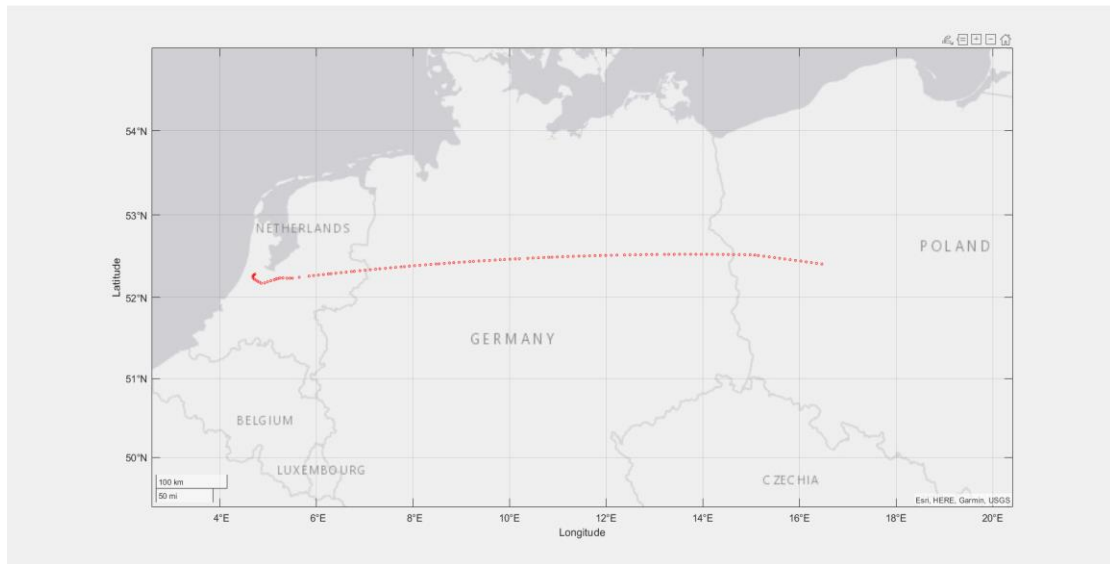 54°N
53°N
NETHERLANDS
POLAND
Latitude
52°N
GERMANY
51°N
BELGIUM
50°N
LUXEMBOURG
CZECHIA
100 km
50 mi
Esri, HERE, Garmin, USGS
4°E 6°E 8°E 10°E 12°E 14°E 16°E 18°E 20°E
Longitude